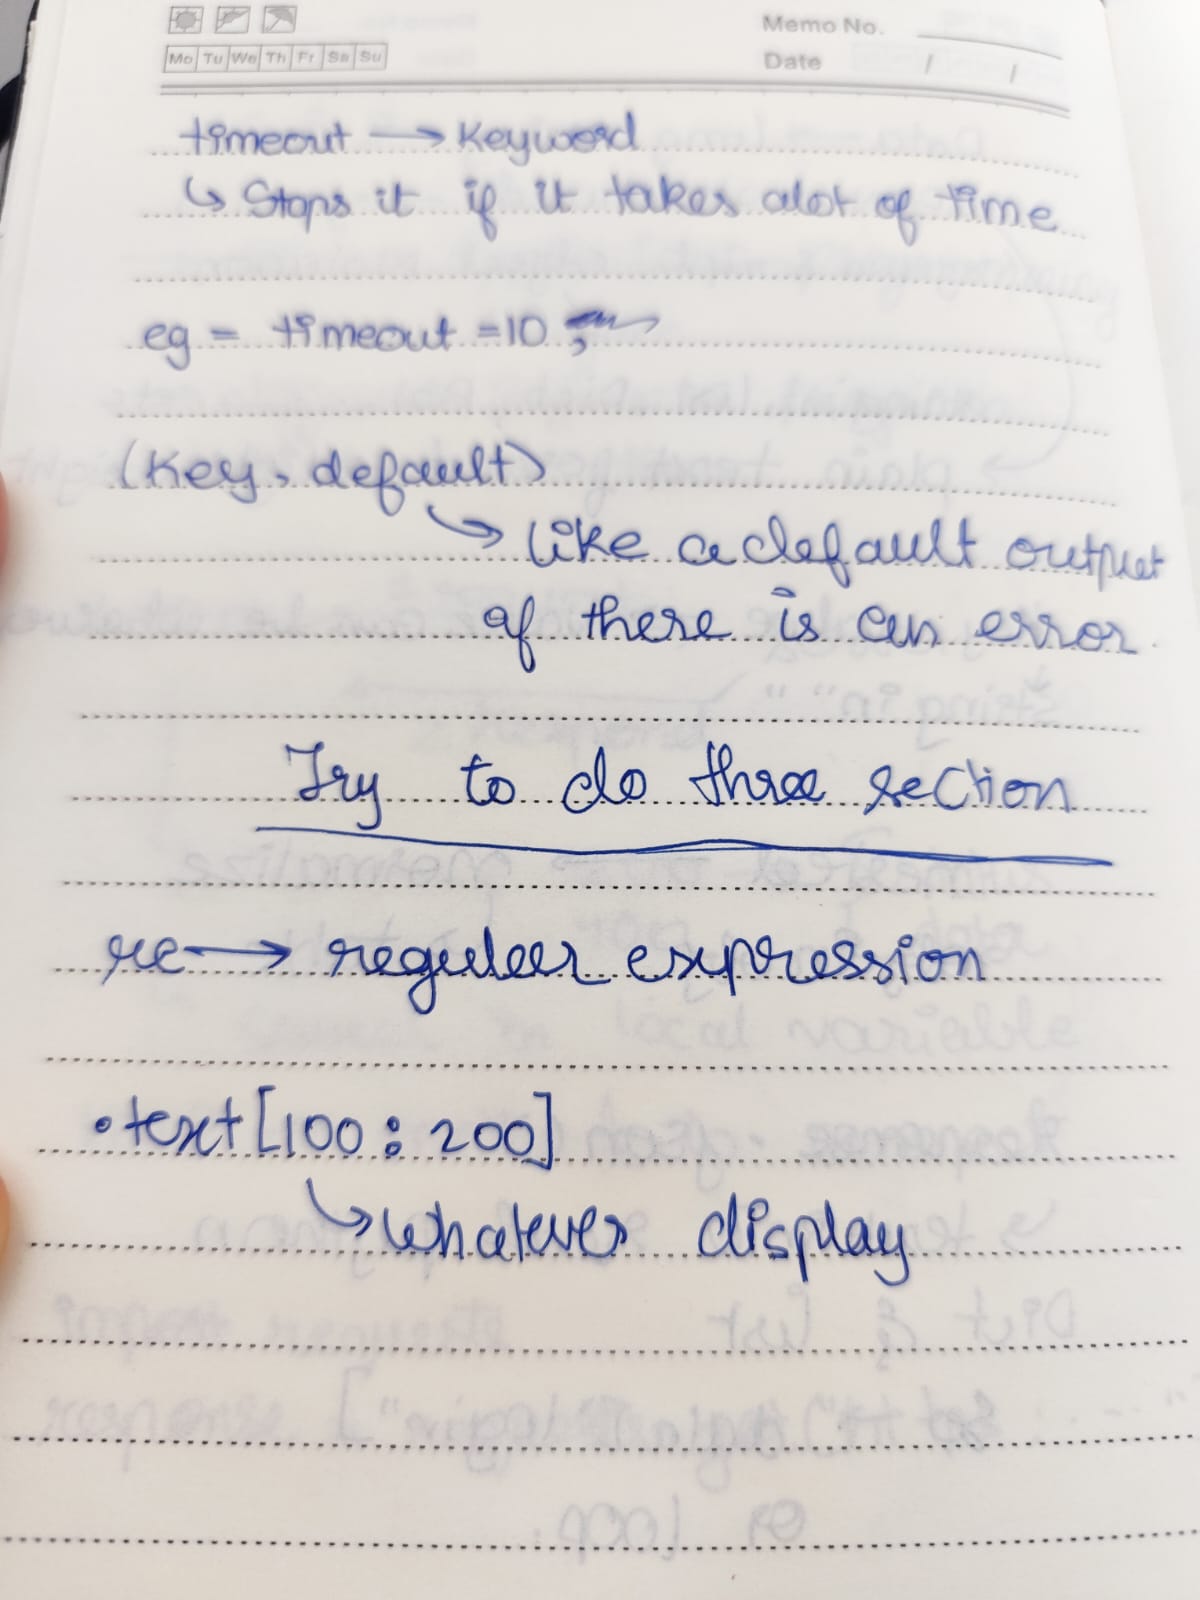 Mo Tu We Th Fr Sa Su
Memo No.
Date / /
timeout → Keyword
↳ Stops it if it takes alot of time
eg = timeout =10 ;
(Key, default)
↳ like a default output
of there is an error
Try to do three section
re → regular expression
.text[100:200]
↳ whatever display